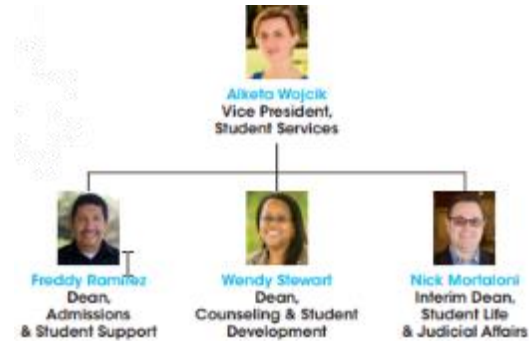 Alketa Wojcik
Vice President,
Student Services
Freddy Ramirez
Dean,
Admissions
& Student Support
Wendy Stewart
Dean,
Counseling & Student
Development
Nick Mortaloni
Interim Dean,
Student Life
& Judicial Affairs